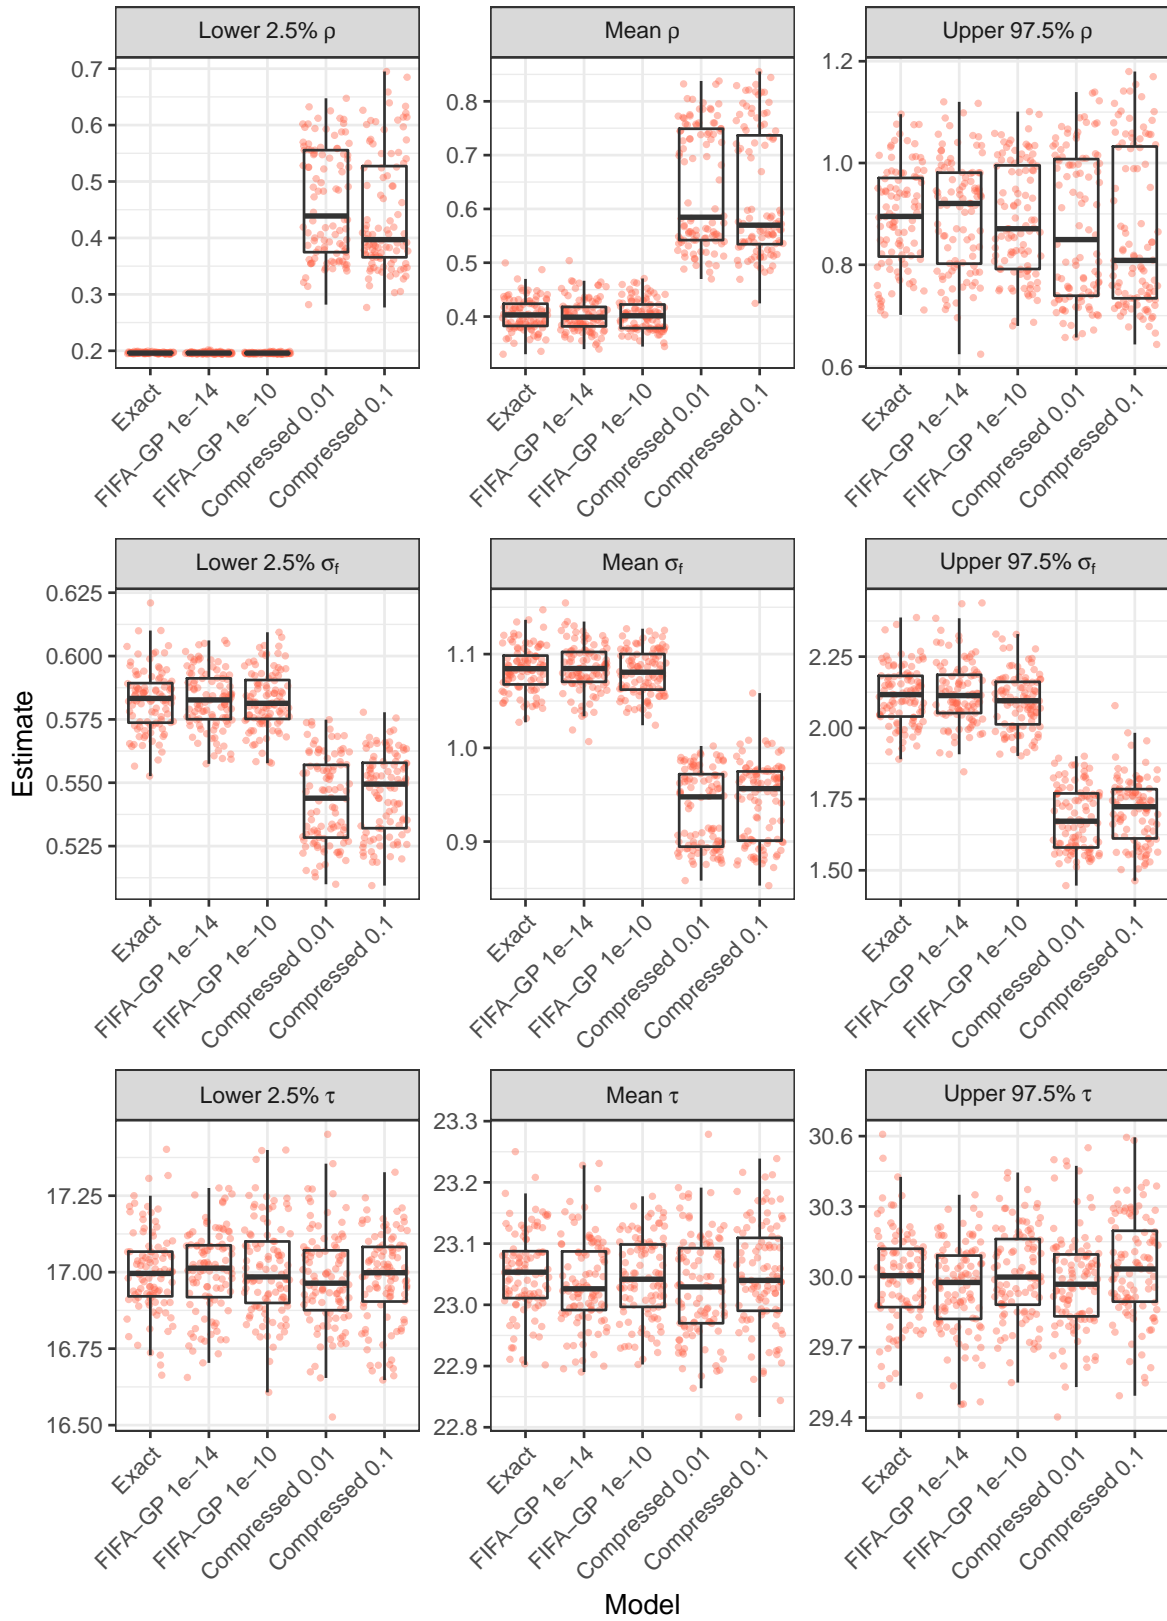 Lower 2.5% ρ
Mean ρ
Upper 97.5% ρ
0.7
0.6
0.5
0.4
0.3
0.2
0.8
0.7
0.6
0.5
0.4
1.2
1.0
0.8
0.6
Exact
FIFA−GP 1e−14
FIFA−GP 1e−10
Compressed 0.01
Compressed 0.1
Exact
FIFA−GP 1e−14
FIFA−GP 1e−10
Compressed 0.01
Compressed 0.1
Exact
FIFA−GP 1e−14
FIFA−GP 1e−10
Compressed 0.01
Compressed 0.1
Estimate
Lower 2.5% σf
Mean σf
Upper 97.5% σf
0.625
0.600
0.575
0.550
0.525
1.1
1.0
0.9
2.25
2.00
1.75
1.50
Exact
FIFA−GP 1e−14
FIFA−GP 1e−10
Compressed 0.01
Compressed 0.1
Exact
FIFA−GP 1e−14
FIFA−GP 1e−10
Compressed 0.01
Compressed 0.1
Exact
FIFA−GP 1e−14
FIFA−GP 1e−10
Compressed 0.01
Compressed 0.1
Lower 2.5% τ
Mean τ
Upper 97.5% τ
17.25
17.00
16.75
16.50
23.3
23.2
23.1
23.0
22.9
22.8
30.6
30.3
30.0
29.7
29.4
Exact
FIFA−GP 1e−14
FIFA−GP 1e−10
Compressed 0.01
Compressed 0.1
Exact
FIFA−GP 1e−14
FIFA−GP 1e−10
Compressed 0.01
Compressed 0.1
Exact
FIFA−GP 1e−14
FIFA−GP 1e−10
Compressed 0.01
Compressed 0.1
Model